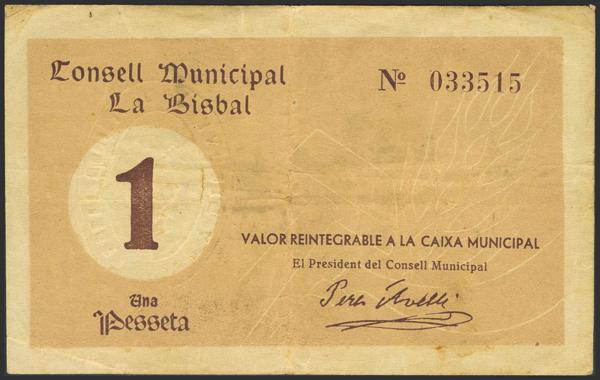 Consell Municipal
La Bisbal
Nº 033515
1
Una
Pesseta
VALOR REINTEGRABLE A LA CAIXA MUNICIPAL
El President del Consell Municipal
Pere